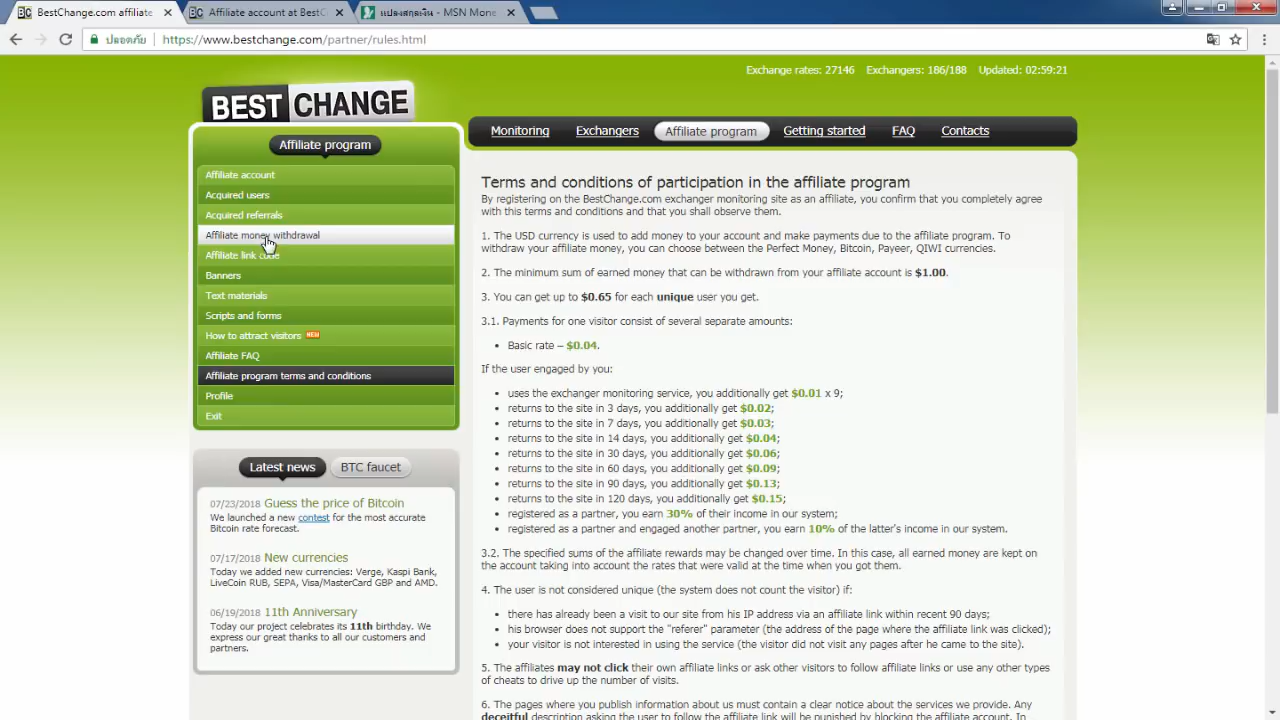 BestChange.com affiliate
Affiliate account at BestC
แปลงสกุลเงิน - MSN Mone
ปลอดภัย
https://www.bestchange.com/partner/rules.html
Exchange rates: 27146 Exchangers: 186/188 Updated: 02:59:21
BEST CHANGE
Monitoring Exchangers Affiliate program Getting started FAQ Contacts
Affiliate program
Affiliate account
Acquired users
Acquired referrals
Affiliate money withdrawal
Affiliate link code
Banners
Text materials
Scripts and forms
How to attract visitors NEW
Affiliate FAQ
Affiliate program terms and conditions
Profile
Exit
Latest news BTC faucet
07/23/2018 Guess the price of Bitcoin
We launched a new contest for the most accurate
Bitcoin rate forecast.
07/17/2018 New currencies
Today we added new currencies: Verge, Kaspi Bank,
LiveCoin RUB, SEPA, Visa/MasterCard GBP and AMD.
06/19/2018 11th Anniversary
Today our project celebrates its 11th birthday. We
express our great thanks to all our customers and
partners.
Terms and conditions of participation in the affiliate program
By registering on the BestChange.com exchanger monitoring site as an affiliate, you confirm that you completely agree
with this terms and conditions and that you shall observe them.
1. The USD currency is used to add money to your account and make payments due to the affiliate program. To
withdraw your affiliate money, you can choose between the Perfect Money, Bitcoin, Payeer, QIWI currencies.
2. The minimum sum of earned money that can be withdrawn from your affiliate account is $1.00.
3. You can get up to $0.65 for each unique user you get.
3.1. Payments for one visitor consist of several separate amounts:
• Basic rate – $0.04.
If the user engaged by you:
• uses the exchanger monitoring service, you additionally get $0.01 x 9;
• returns to the site in 3 days, you additionally get $0.02;
• returns to the site in 7 days, you additionally get $0.03;
• returns to the site in 14 days, you additionally get $0.04;
• returns to the site in 30 days, you additionally get $0.06;
• returns to the site in 60 days, you additionally get $0.09;
• returns to the site in 90 days, you additionally get $0.13;
• returns to the site in 120 days, you additionally get $0.15;
• registered as a partner, you earn 30% of their income in our system;
• registered as a partner and engaged another partner, you earn 10% of the latter's income in our system.
3.2. The specified sums of the affiliate rewards may be changed over time. In this case, all earned money are kept on
the account taking into account the rates that were valid at the time when you got them.
4. The user is not considered unique (the system does not count the visitor) if:
• there has already been a visit to our site from his IP address via an affiliate link within recent 90 days;
• his browser does not support the "referer" parameter (the address of the page where the affiliate link was clicked);
• your visitor is not interested in using the service (the visitor did not visit any pages after he came to the site).
5. The affiliates may not click their own affiliate links or ask other visitors to follow affiliate links or use any other types
of cheats to drive up the number of visits.
6. The pages where you publish information about us must contain a clear notice about the services we provide. Any
deceitful description asking the user to follow the affiliate link will be punished by blocking the affiliate account. In